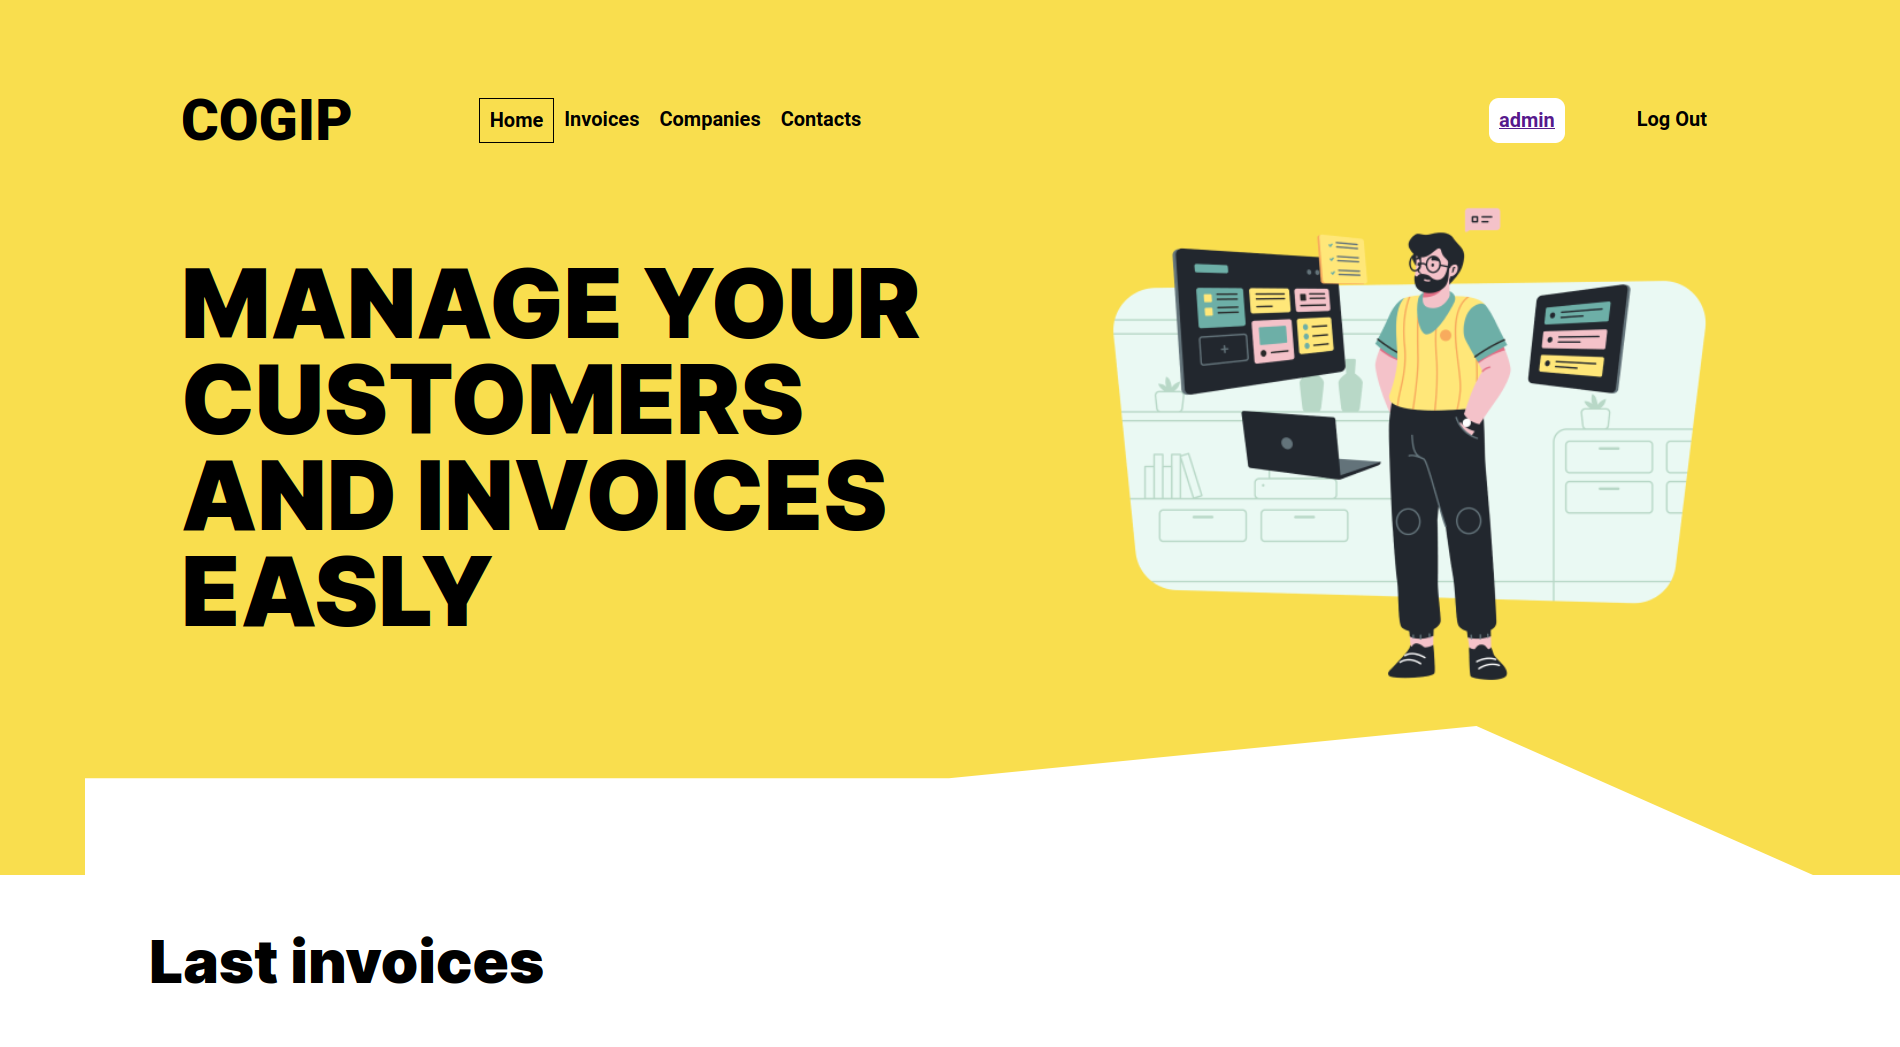 COGIP
Home Invoices Companies Contacts
admin
Log Out
MANAGE YOUR
CUSTOMERS
AND INVOICES
EASLY
Last invoices